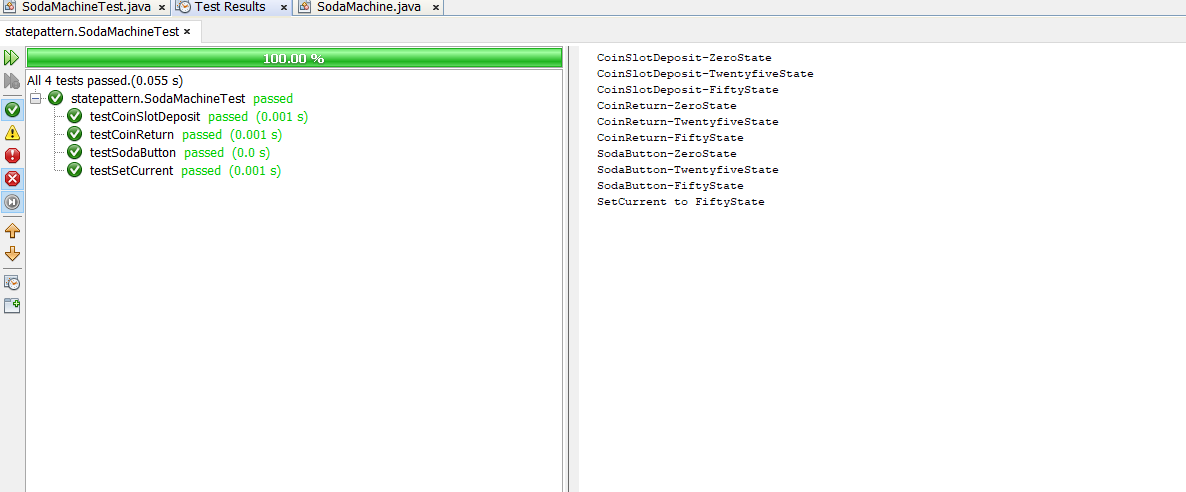 SodaMachineTest.java × Test Results × SodaMachine.java ×
statepattern.SodaMachineTest ×
100.00 %
All 4 tests passed.(0.055 s)
statepattern.SodaMachineTest passed
testCoinSlotDeposit passed (0.001 s)
testCoinReturn passed (0.001 s)
testSodaButton passed (0.0 s)
testSetCurrent passed (0.001 s)
CoinSlotDeposit-ZeroState
CoinSlotDeposit-TwentyfiveState
CoinSlotDeposit-FiftyState
CoinReturn-ZeroState
CoinReturn-TwentyfiveState
CoinReturn-FiftyState
SodaButton-ZeroState
SodaButton-TwentyfiveState
SodaButton-FiftyState
SetCurrent to FiftyState